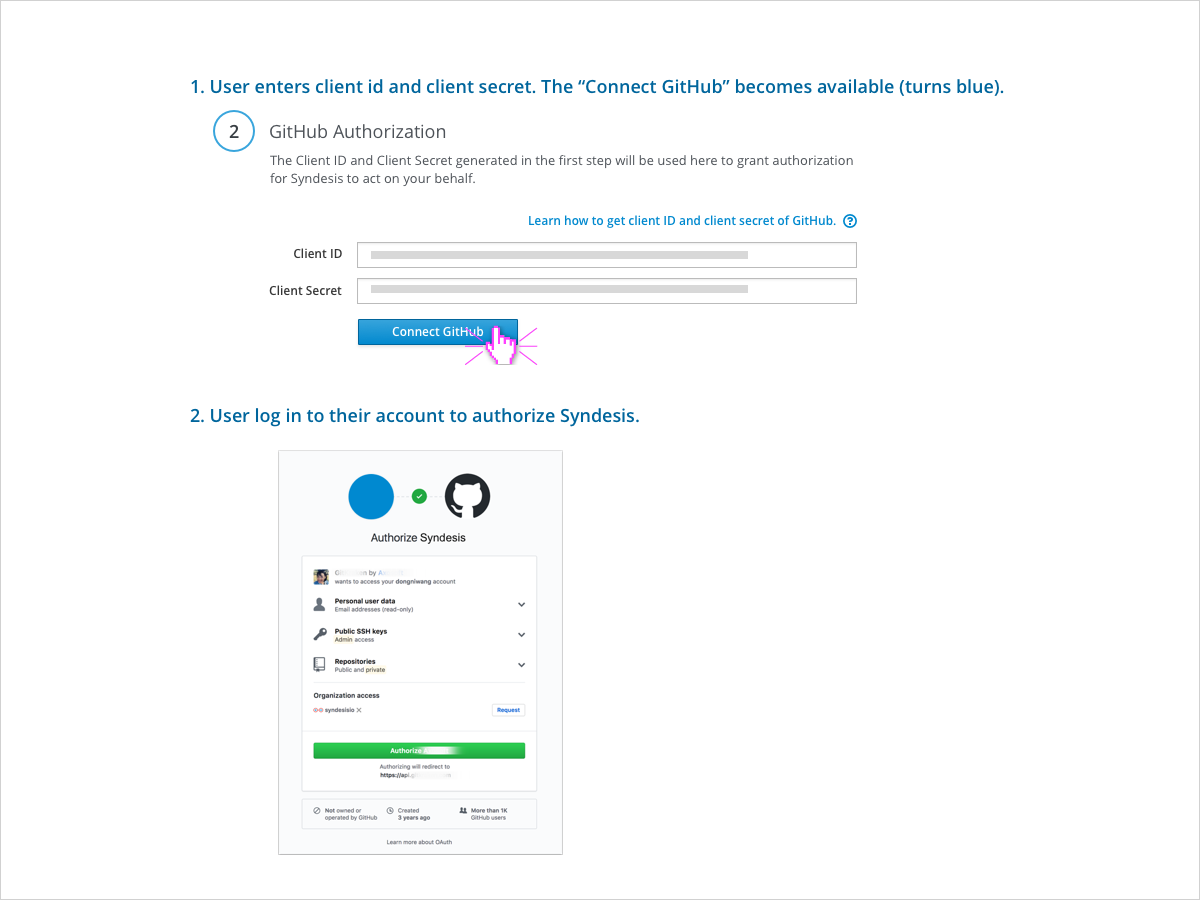 1. User enters client id and client secret. The “Connect GitHub” becomes available (turns blue).
2
GitHub Authorization
The Client ID and Client Secret generated in the first step will be used here to grant authorization
for Syndesis to act on your behalf.
Learn how to get client ID and client secret of GitHub. ?
Client ID
Client Secret
Connect GitHub
2. User log in to their account to authorize Syndesis.
Authorize Syndesis
by
wants to access your dongniwang account
Personal user data
Email addresses (read-only)
Public SSH keys
Admin access
Repositories
Public and private
Organization access
syndesisio
Request
Authorize
Authorizing will redirect to
https://api.
Not owned or
operated by GitHub
Created
3 years ago
More than 1K
GitHub users
Learn more about OAuth